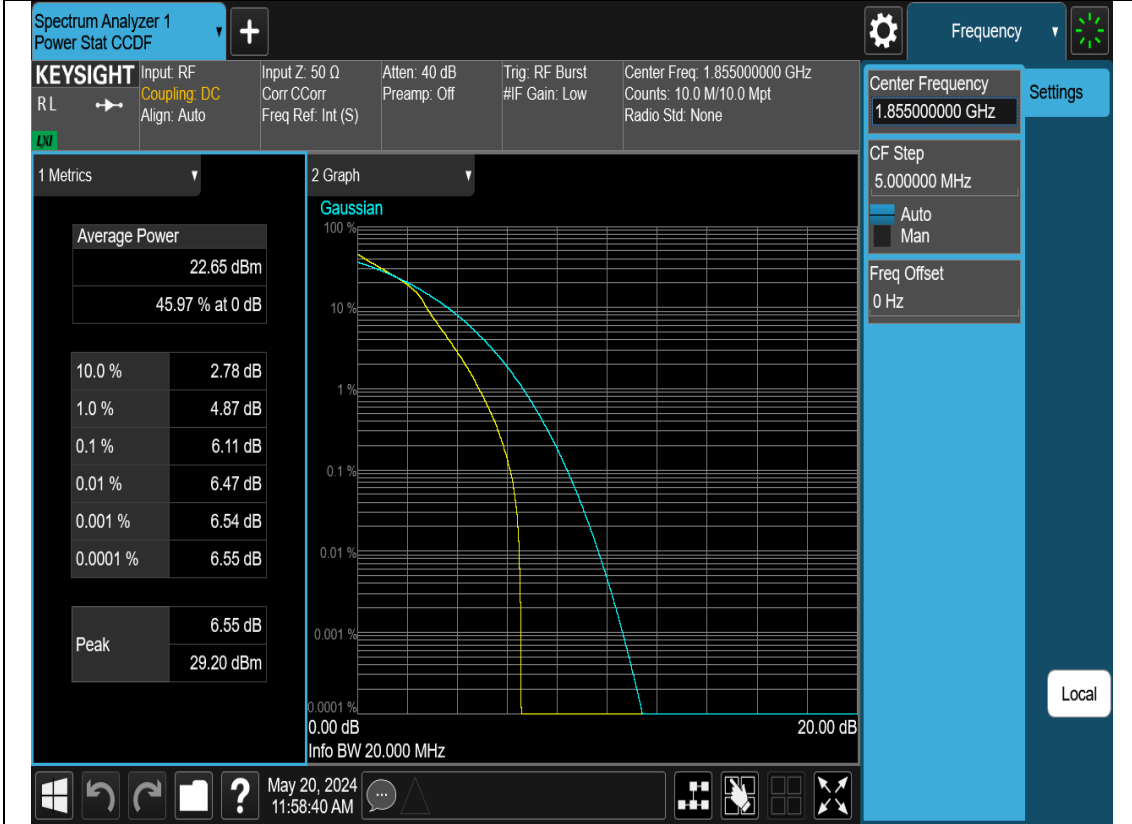 Spectrum Analyzer 1
Power Stat CCDF
+
Frequency
KEYSIGHT
RL
LXI
Input: RF
Coupling: DC
Align: Auto
Input Z: 50 Ω
Corr CCorr
Freq Ref: Int (S)
Atten: 40 dB
Preamp: Off
Trig: RF Burst
#IF Gain: Low
Center Freq: 1.855000000 GHz
Counts: 10.0 M/10.0 Mpt
Radio Std: None
Center Frequency
1.855000000 GHz
Settings
CF Step
5.000000 MHz
Auto
Man
Freq Offset
0 Hz
1 Metrics
Average Power
22.65 dBm
45.97 % at 0 dB
10.0 % 2.78 dB
1.0 % 4.87 dB
0.1 % 6.11 dB
0.01 % 6.47 dB
0.001 % 6.54 dB
0.0001 % 6.55 dB
Peak
6.55 dB
29.20 dBm
2 Graph
Gaussian
100 %
10 %
1 %
0.1 %
0.01 %
0.001 %
0.0001 %
0.00 dB 20.00 dB
Info BW 20.000 MHz
Local
?
May 20, 2024
11:58:40 AM